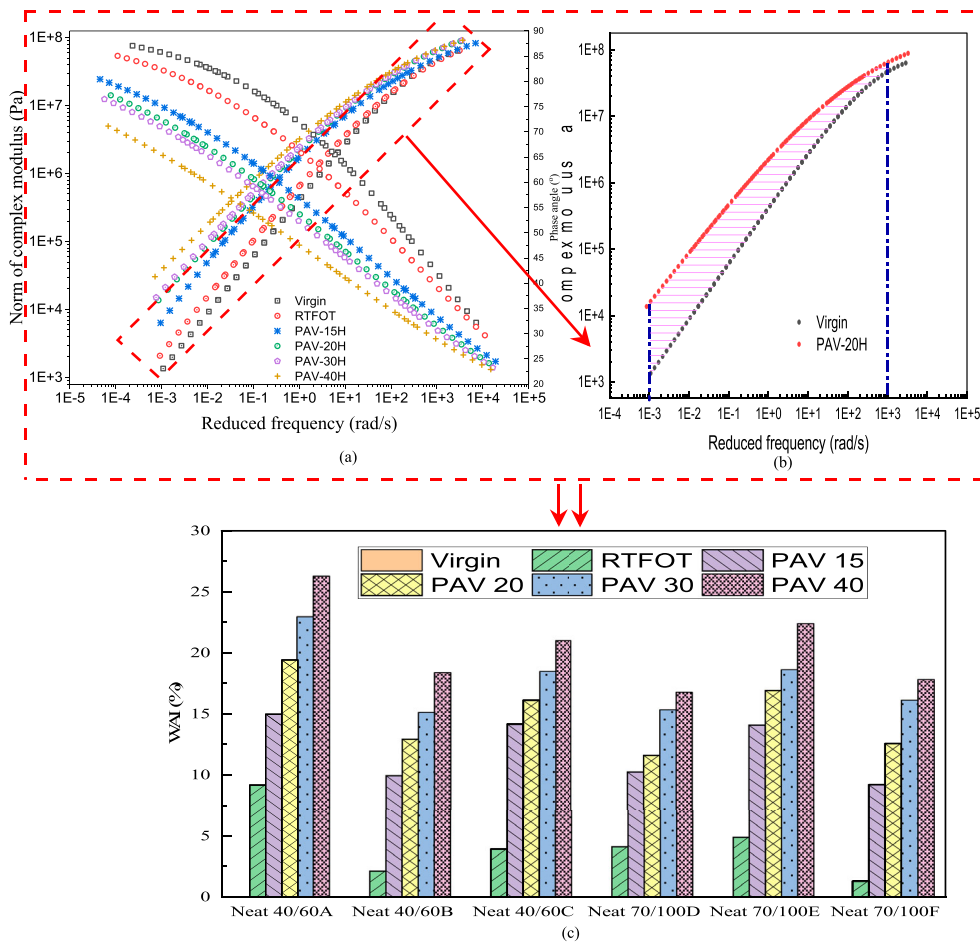 Norm of complex modulus (Pa)
1E+8
1E+7
1E+6
1E+5
1E+4
1E+3
90
85
80
75
70
65
60
55
50
45
40
35
30
25
20
Phase angle (°)
Virgin
RTFOT
PAV-15H
PAV-20H
PAV-30H
PAV-40H
1E-5 1E-4 1E-3 1E-2 1E-1 1E+0 1E+1 1E+2 1E+3 1E+4 1E+5
Reduced frequency (rad/s)
(a)
omplex mo uus a
1E+8
1E+7
1E+6
1E+5
1E+4
1E+3
Virgin
PAV-20H
1E-4 1E-3 1E-2 1E-1 1E+0 1E+1 1E+2 1E+3 1E+4 1E+5
Reduced frequency (rad/s)
(b)
WAI (%)
30
25
20
15
10
5
0
Virgin RTFOT PAV 15
PAV 20 PAV 30 PAV 40
Neat 40/60A Neat 40/60B Neat 40/60C Neat 70/100D Neat 70/100E Neat 70/100F
(c)